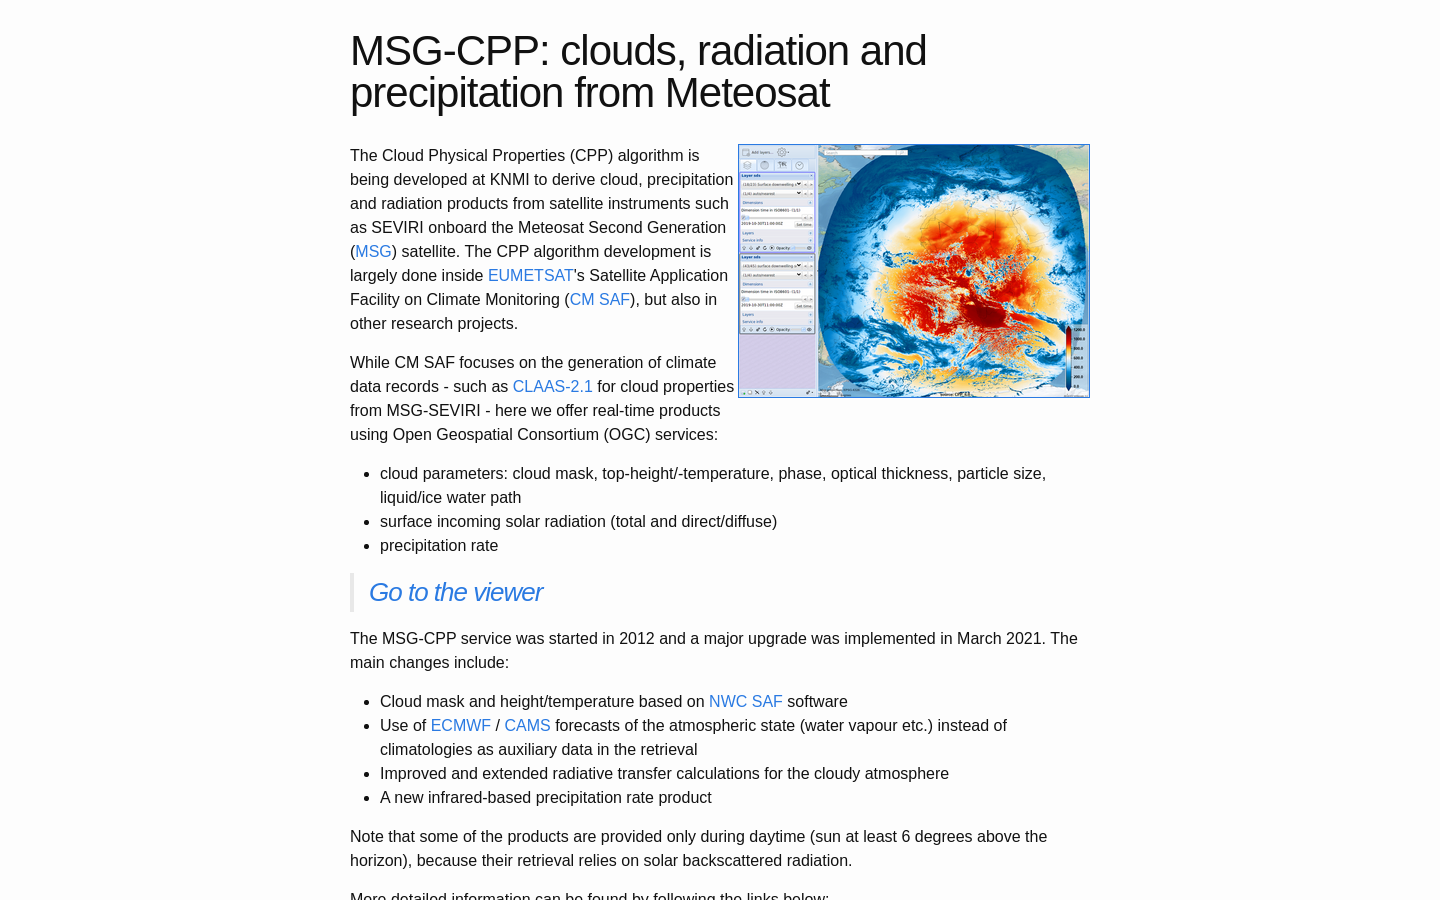 MSG-CPP: clouds, radiation and
precipitation from Meteosat
The Cloud Physical Properties (CPP) algorithm is
being developed at KNMI to derive cloud, precipitation
and radiation products from satellite instruments such
as SEVIRI onboard the Meteosat Second Generation
(MSG) satellite. The CPP algorithm development is
largely done inside EUMETSAT's Satellite Application
Facility on Climate Monitoring (CM SAF), but also in
other research projects.
While CM SAF focuses on the generation of climate
data records - such as CLAAS-2.1 for cloud properties
from MSG-SEVIRI - here we offer real-time products
using Open Geospatial Consortium (OGC) services:
cloud parameters: cloud mask, top-height/-temperature, phase, optical thickness, particle size,
liquid/ice water path
surface incoming solar radiation (total and direct/diffuse)
precipitation rate
Go to the viewer
The MSG-CPP service was started in 2012 and a major upgrade was implemented in March 2021. The
main changes include:
Cloud mask and height/temperature based on NWC SAF software
Use of ECMWF / CAMS forecasts of the atmospheric state (water vapour etc.) instead of
climatologies as auxiliary data in the retrieval
Improved and extended radiative transfer calculations for the cloudy atmosphere
A new infrared-based precipitation rate product
Note that some of the products are provided only during daytime (sun at least 6 degrees above the
horizon), because their retrieval relies on solar backscattered radiation.
More detailed information can be found by following the links below: